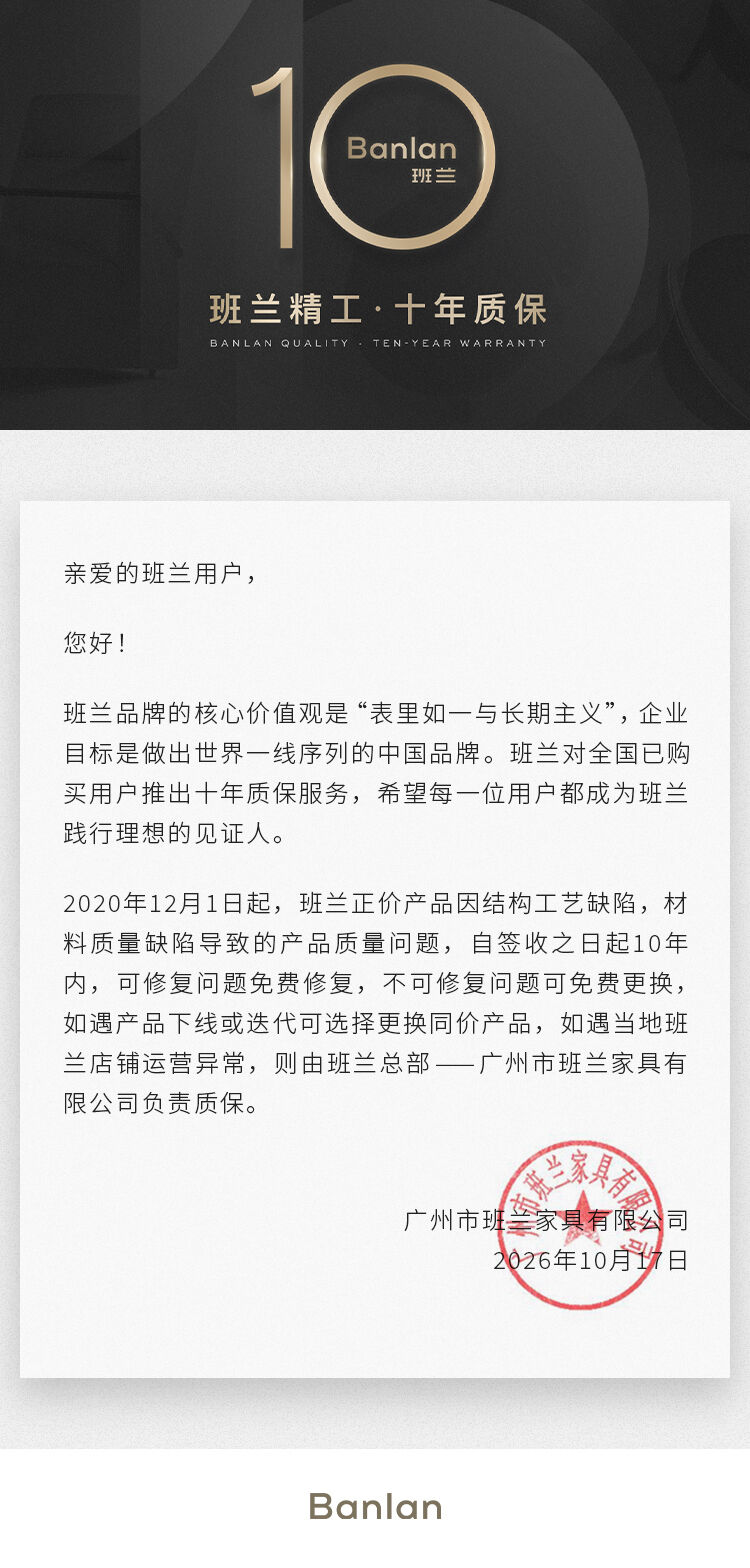 10
Banlan
班兰
班兰精工·十年质保
BANLAN QUALITY · TEN-YEAR WARRANTY
亲爱的班兰用户，
您好！
班兰品牌的核心价值观是“表里如一与长期主义”，企业
目标是做出世界一线序列的中国品牌。班兰对全国已购
买用户推出十年质保服务，希望每一位用户都成为班兰
践行理想的见证人。
2020年12月1日起，班兰正价产品因结构工艺缺陷，材
料质量缺陷导致的产品质量问题，自签收之日起10年
内，可修复问题免费修复，不可修复问题可免费更换，
如遇产品下线或迭代可选择更换同价产品，如遇当地班
兰店铺运营异常，则由班兰总部——广州市班兰家具有
限公司负责质保。
广州市班兰家具有限公司
广州市班兰家具有限公司
2026年10月17日
Banlan